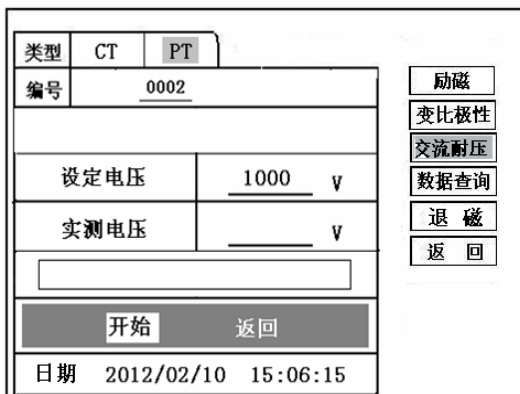 类型 CT PT
编号 0002
设定电压 1000 V
实测电压 V
开始 返回
日期 2012/02/10 15:06:15
励磁
变比极性
交流耐压
数据查询
退 磁
返 回